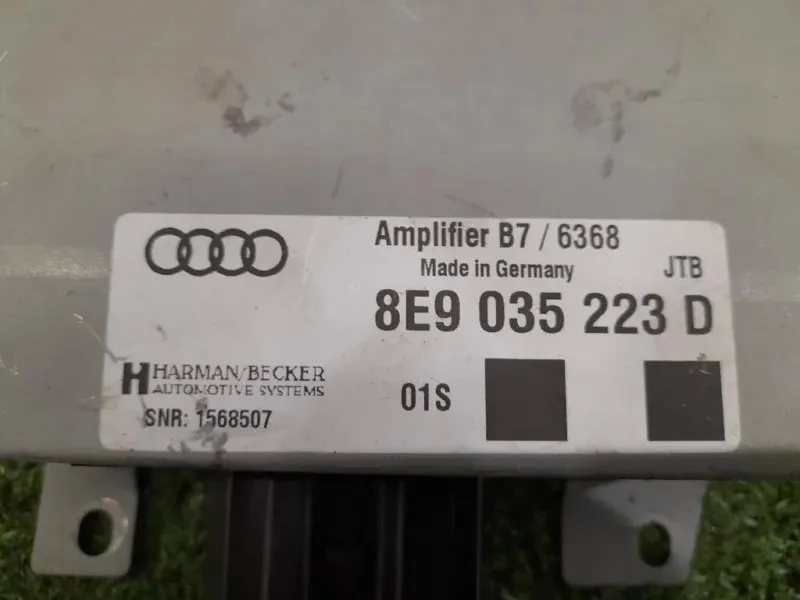 Amplifier B7 / 6368
Made in Germany JTB
8E9 035 223 D
HARMAN/BECKER
AUTOMOTIVE SYSTEMS
01S
SNR: 1568507